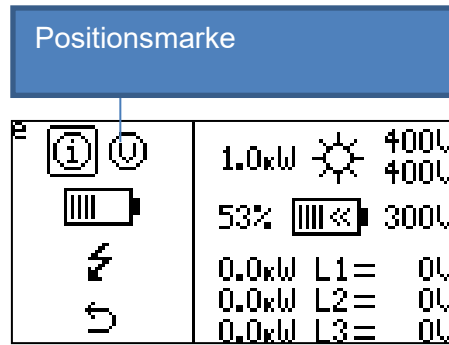 Positionsmarke
e
i V
1.0kW 400V
400V
53% 300V
0.0kW L1= 0V
0.0kW L2= 0V
0.0kW L3= 0V